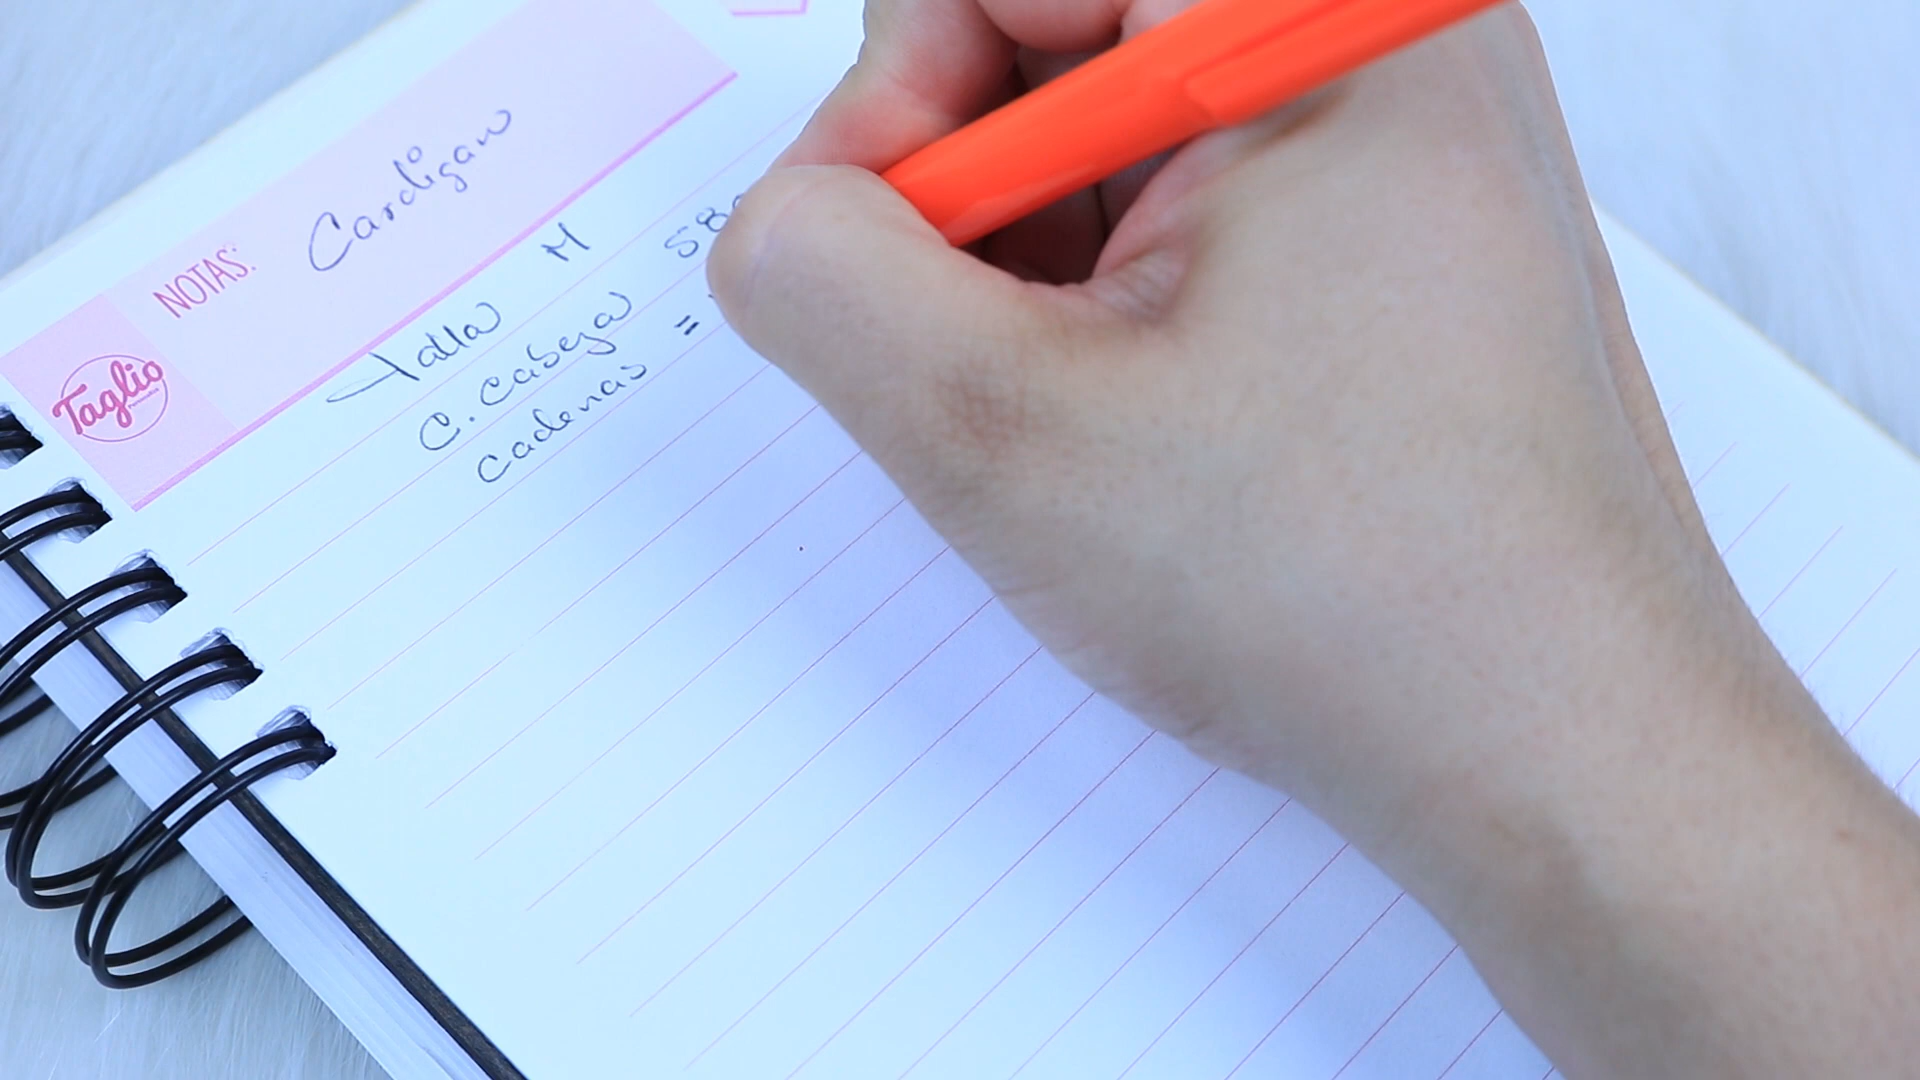 NOTAS: Cardigan
Taglio
Talla M
C. cabeza 58
cadenas =